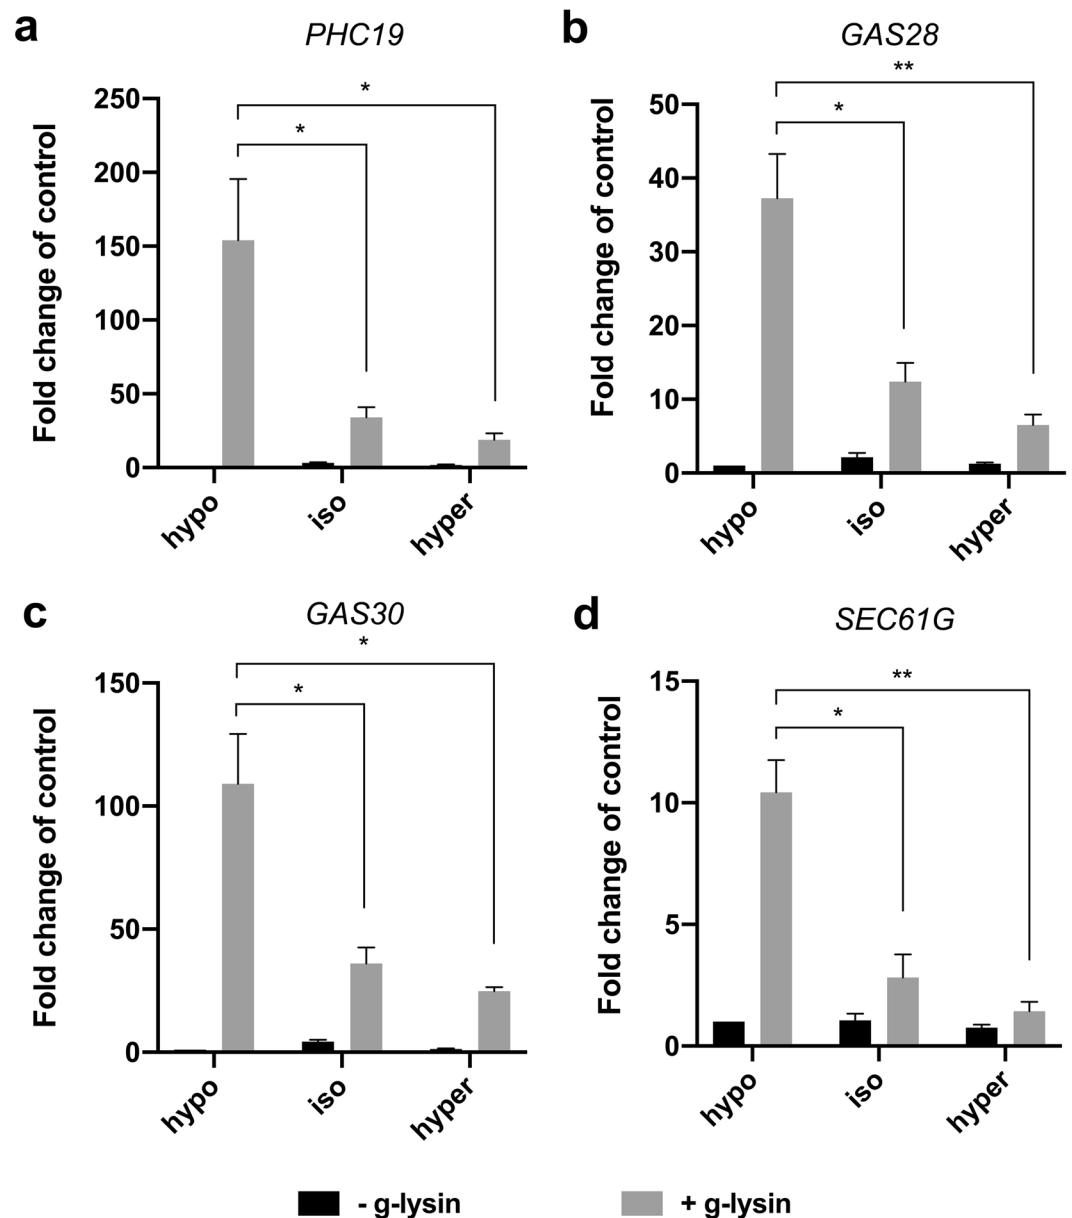 a
PHC19
Fold change of control
250
200
150
100
50
0
*
*
hypo
iso
hyper
b
GAS28
Fold change of control
50
40
30
20
10
0
**
*
hypo
iso
hyper
c
GAS30
Fold change of control
150
100
50
0
*
*
hypo
iso
hyper
d
SEC61G
Fold change of control
15
10
5
0
**
*
hypo
iso
hyper
- g-lysin
+ g-lysin